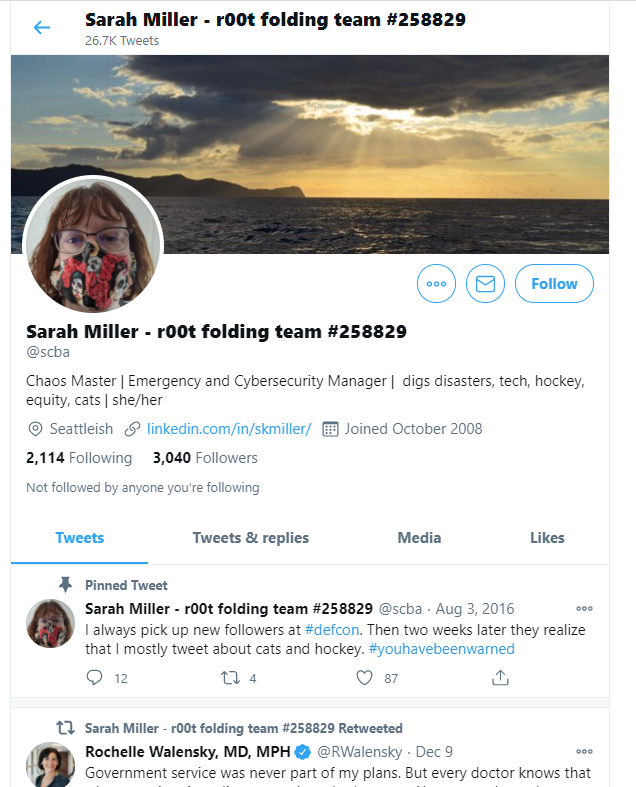 Sarah Miller - r00t folding team #258829
26.7K Tweets
Follow
Sarah Miller - r00t folding team #258829
@scba
Chaos Master | Emergency and Cybersecurity Manager | digs disasters, tech, hockey,
equity, cats | she/her
Seattleish linkedin.com/in/skmiller/ Joined October 2008
2,114 Following 3,040 Followers
Not followed by anyone you're following
Tweets Tweets & replies Media Likes
Pinned Tweet
Sarah Miller - r00t folding team #258829 @scba · Aug 3, 2016
I always pick up new followers at #defcon. Then two weeks later they realize
that I mostly tweet about cats and hockey. #youhavebeenwarned
12 4 87
Sarah Miller - r00t folding team #258829 Retweeted
Rochelle Walensky, MD, MPH @RWalensky · Dec 9
Government service was never part of my plans. But every doctor knows that